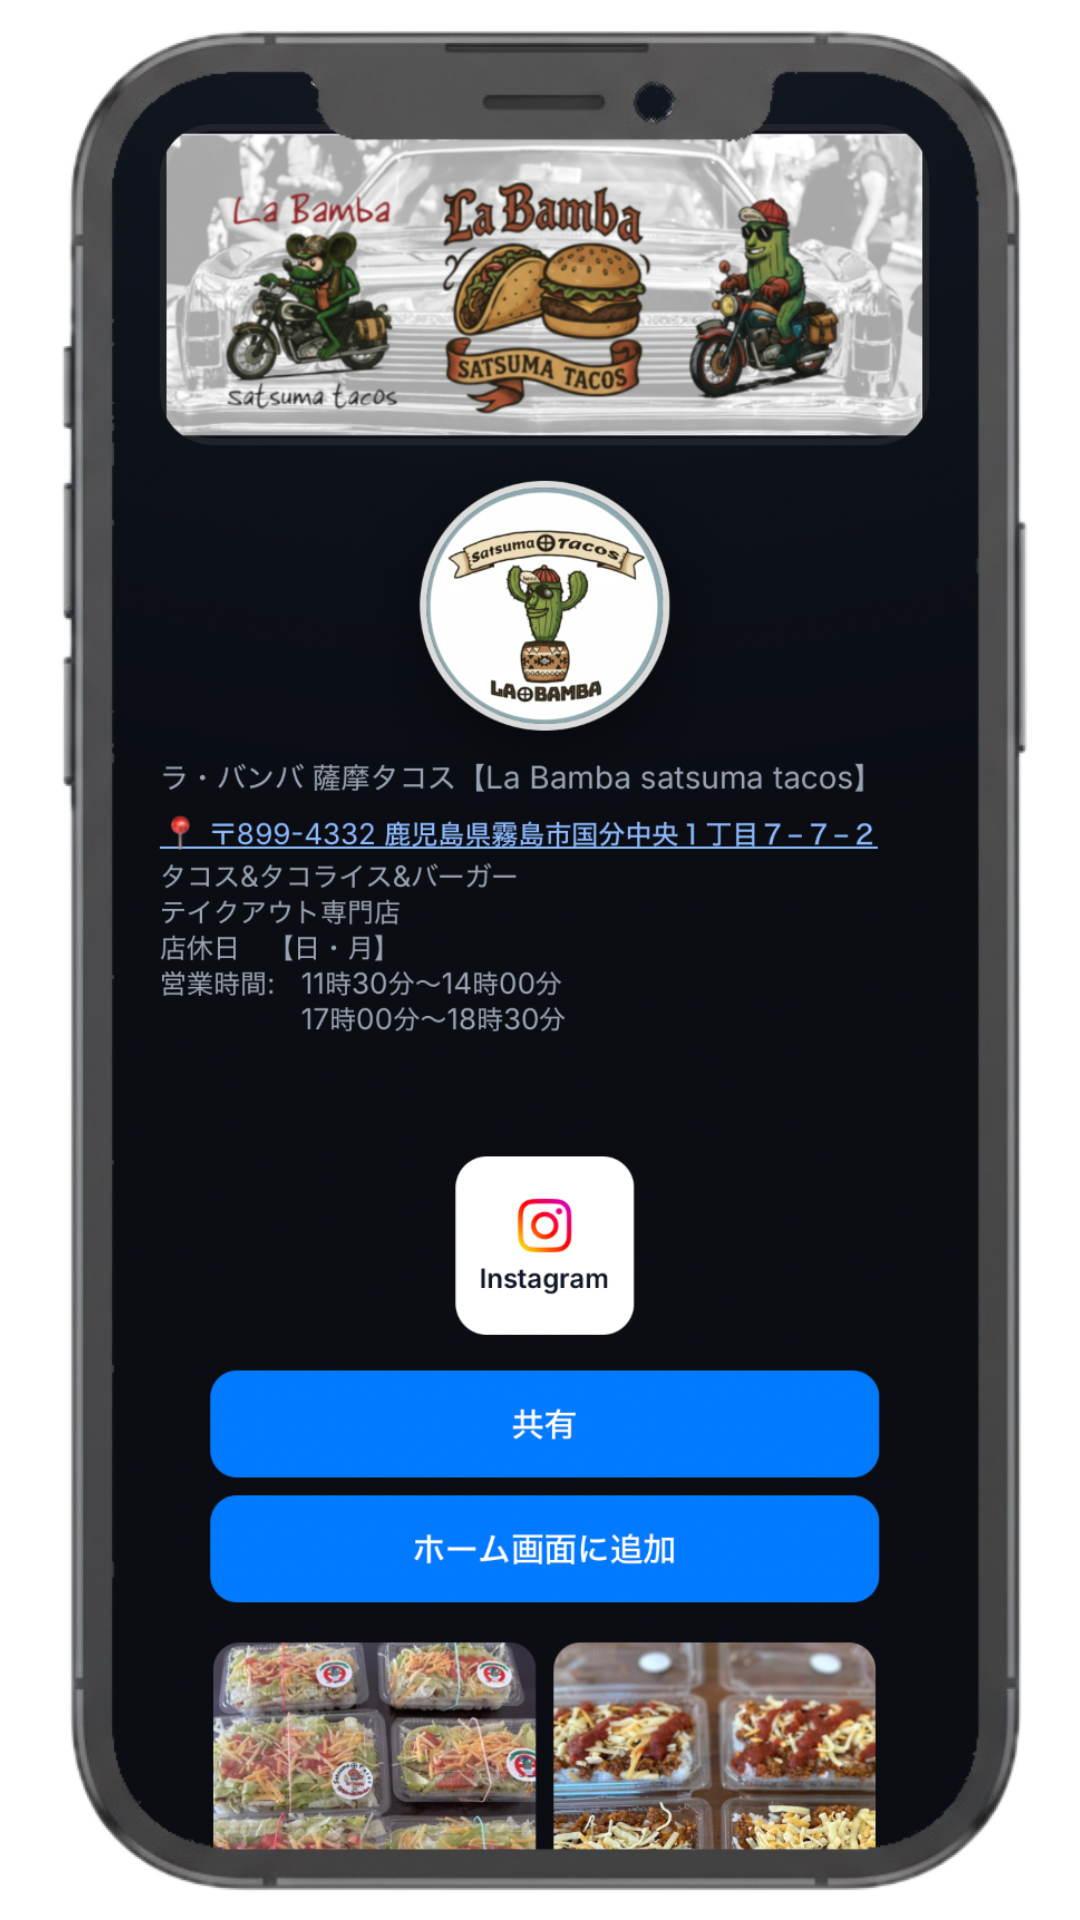 La Bamba
satsuma tacos
La Bamba
SATSUMA TACOS
Satsuma Tacos
LA BAMBA
ラ・バンバ 薩摩タコス【La Bamba satsuma tacos】
〒899-4332 鹿児島県霧島市国分中央１丁目７−７−２
タコス&タコライス&バーガー
テイクアウト専門店
店休日　【日・月】
営業時間:　11時30分〜14時00分
17時00分〜18時30分
Instagram
共有
ホーム画面に追加